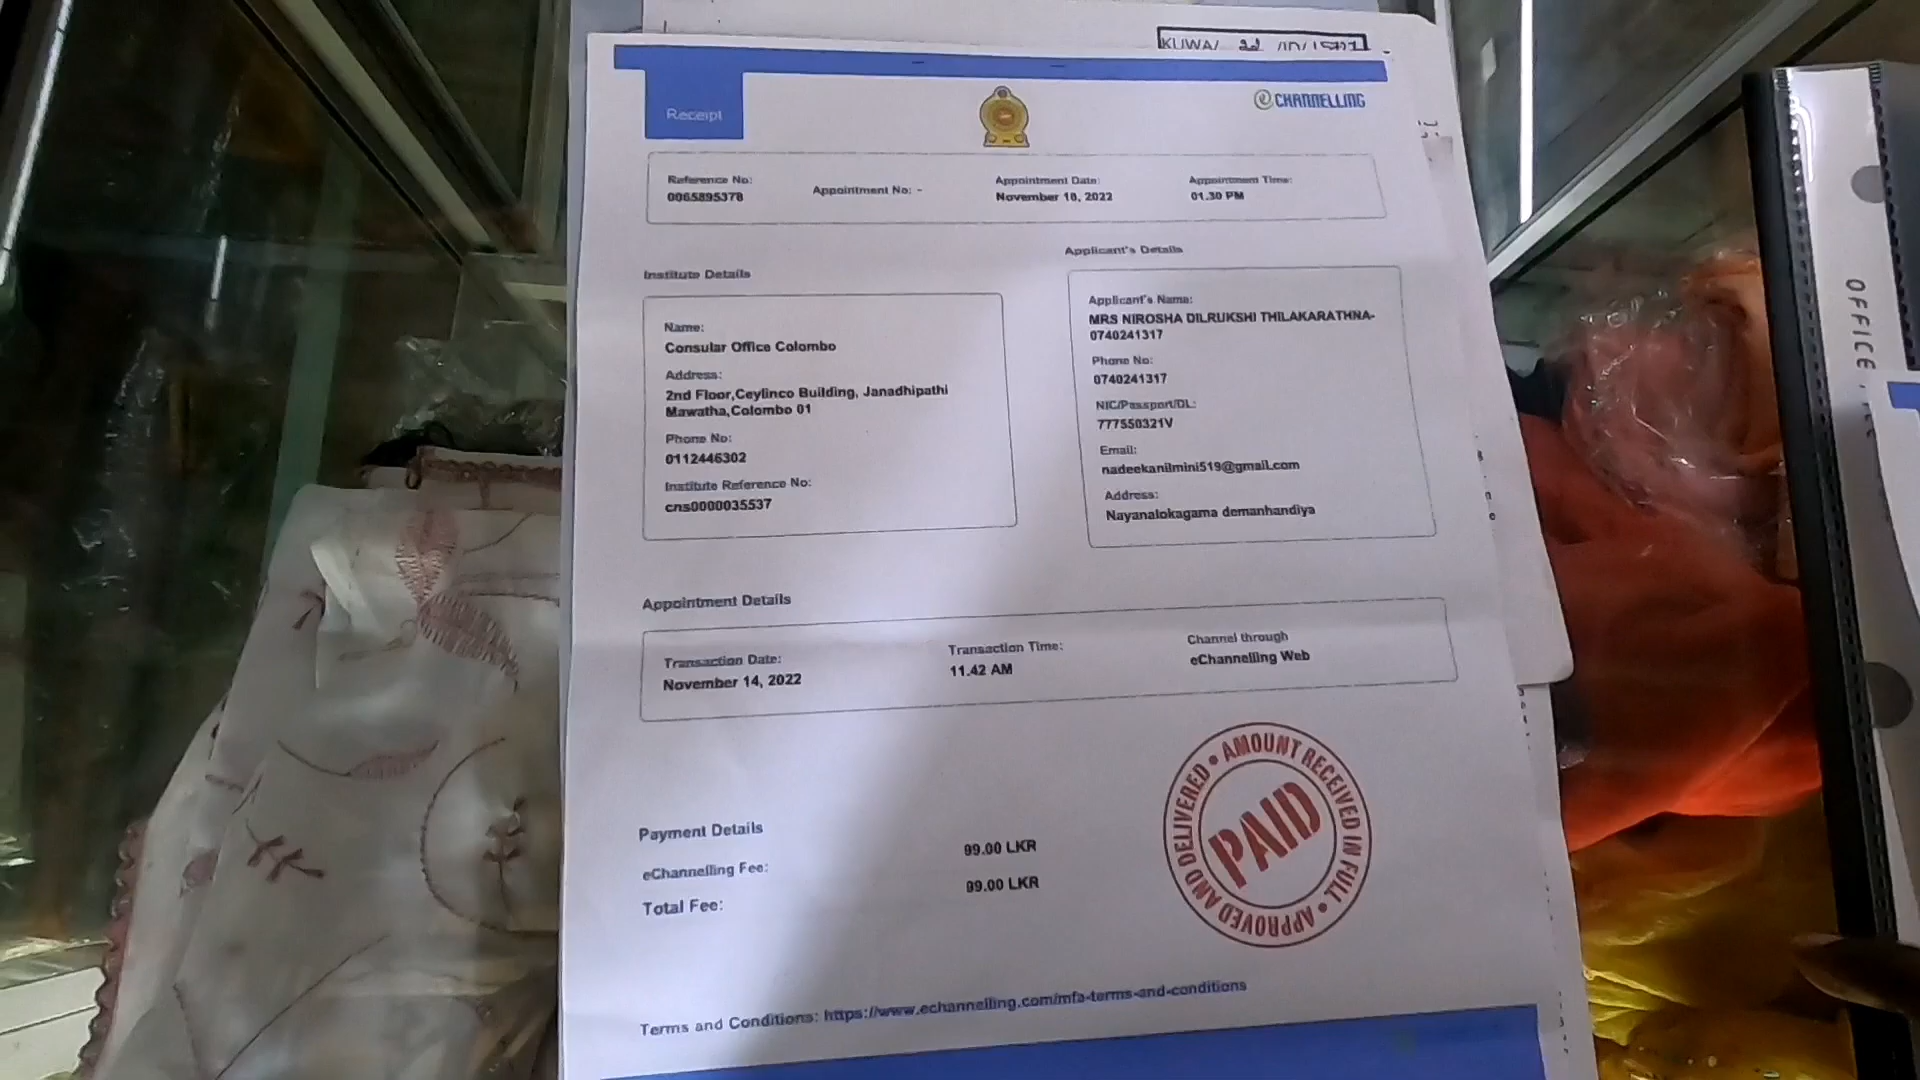 KUWA/ 22 /10/1571
Receipt
eCHANNELLING
Reference No:
0065895378
Appointment No: -
Appointment Date:
November 18, 2022
Appointment Time:
01.30 PM
Institute Details
Name:
Consular Office Colombo
Address:
2nd Floor,Ceylinco Building, Janadhipathi
Mawatha,Colombo 01
Phone No:
0112446302
Institute Reference No:
cns0000035537
Applicant's Details
Applicant's Name:
MRS NIROSHA DILRUKSHI THILAKARATHNA-
0740241317
Phone No:
0740241317
NIC/Passport/DL:
777550321V
Email:
nadeekanilmini519@gmail.com
Address:
Nayanalokagama demanhandiya
Appointment Details
Transaction Date:
November 14, 2022
Transaction Time:
11.42 AM
Channel through
eChannelling Web
Payment Details
eChannelling Fee:
99.00 LKR
Total Fee:
99.00 LKR
AMOUNT RECEIVED IN FULL • APPROVED AND DELIVERED •
PAID
Terms and Conditions: https://www.echannelling.com/mfa-terms-and-conditions
OFFICE